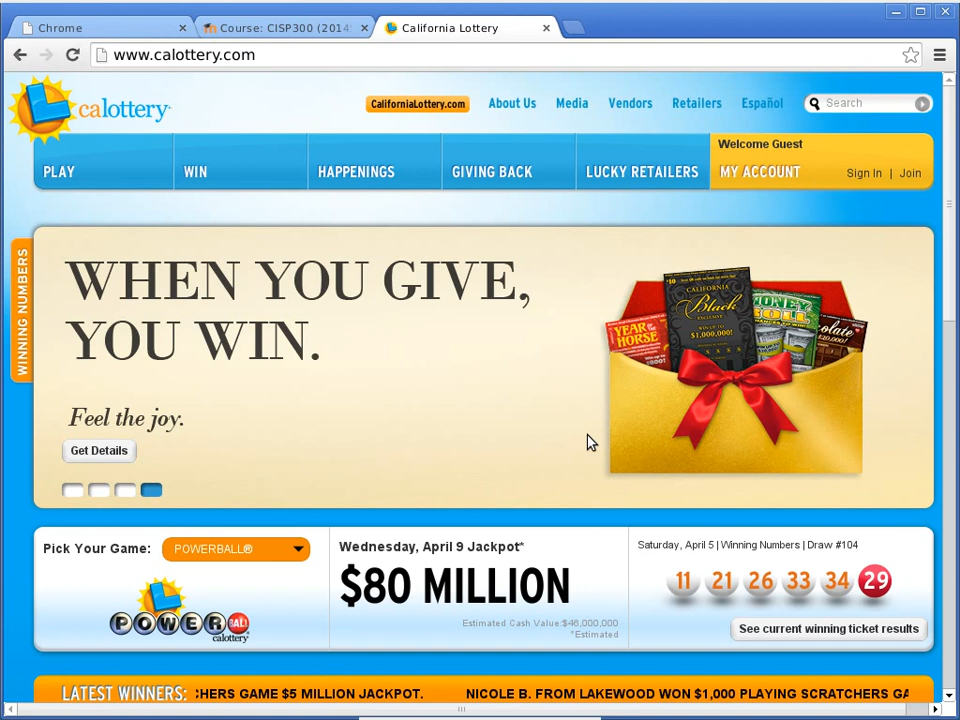 Chrome
Course: CISP300 (2014
California Lottery
www.calottery.com
calottery
CaliforniaLottery.com
About Us
Media
Vendors
Retailers
Español
Search
Welcome Guest
PLAY
WIN
HAPPENINGS
GIVING BACK
LUCKY RETAILERS
MY ACCOUNT
Sign In | Join
WINNING NUMBERS
WHEN YOU GIVE,
YOU WIN.
Feel the joy.
Get Details
$10
CALIFORNIA
Black
EXCLUSIVE
WIN UP TO
$1,000,000!
YEAR OF
THE
HORSE
MONEY
ROLL
Pick Your Game:
POWERBALL®
POWERBALL
calottery
Wednesday, April 9 Jackpot*
$80 MILLION
Estimated Cash Value:$46,000,000
*Estimated
Saturday, April 5 | Winning Numbers | Draw #104
11 21 26 33 34 29
See current winning ticket results
LATEST WINNERS:
CHERS GAME $5 MILLION JACKPOT.
NICOLE B. FROM LAKEWOOD WON $1,000 PLAYING SCRATCHERS GA